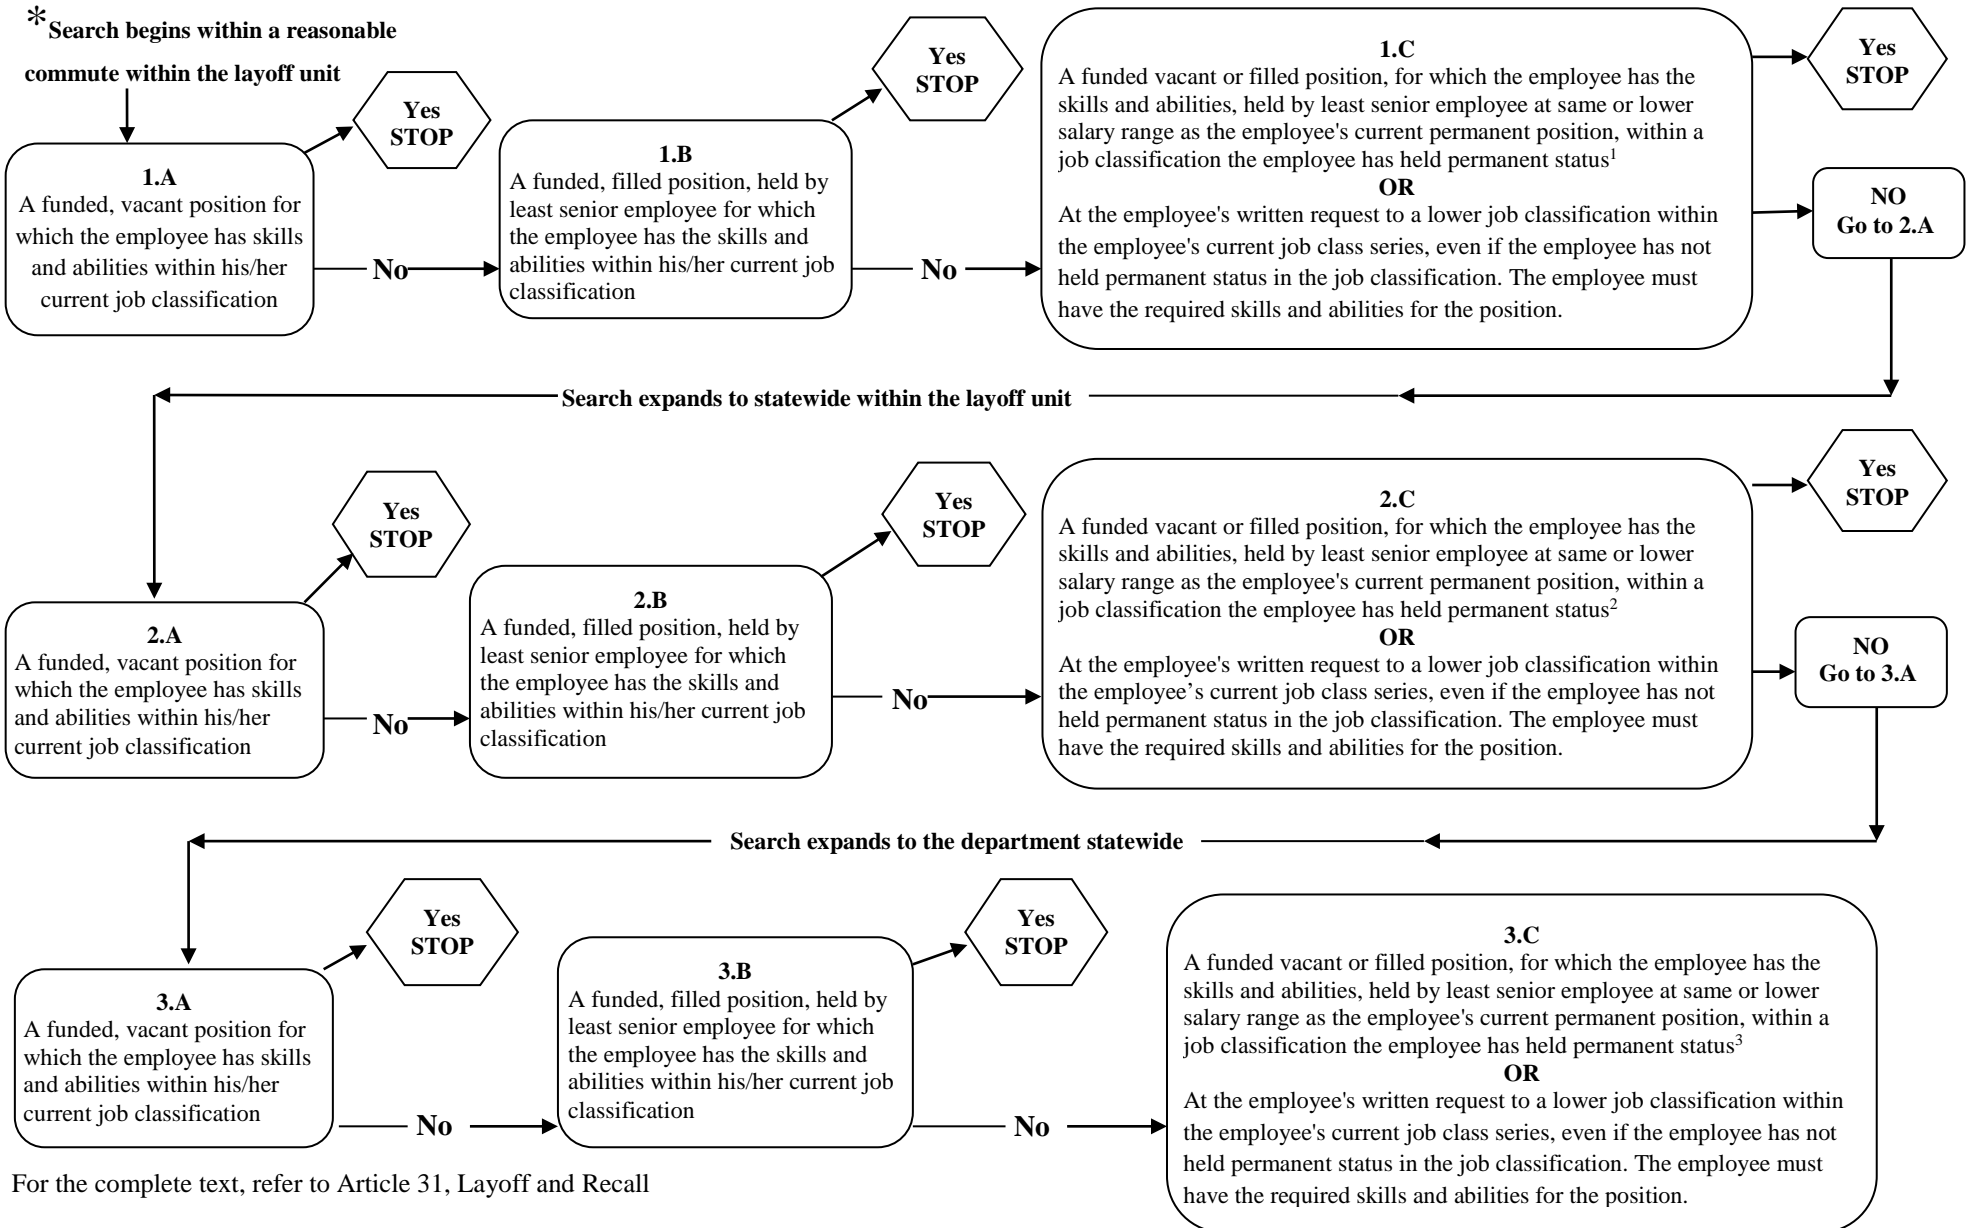 *Search begins within a reasonable
commute within the layoff unit
Yes
STOP
1.A
A funded, vacant position for
which the employee has skills
and abilities within his/her
current job classification
No
Yes
STOP
1.B
A funded, filled position, held by
least senior employee for which
the employee has the skills and
abilities within his/her current job
classification
No
1.C
A funded vacant or filled position, for which the employee has the
skills and abilities, held by least senior employee at same or lower
salary range as the employee's current permanent position, within a
job classification the employee has held permanent status¹
OR
At the employee's written request to a lower job classification within
the employee's current job class series, even if the employee has not
held permanent status in the job classification. The employee must
have the required skills and abilities for the position.
Yes
STOP
NO
Go to 2.A
Search expands to statewide within the layoff unit
Yes
STOP
2.A
A funded, vacant position for
which the employee has skills
and abilities within his/her
current job classification
No
Yes
STOP
2.B
A funded, filled position, held by
least senior employee for which
the employee has the skills and
abilities within his/her current job
classification
No
2.C
A funded vacant or filled position, for which the employee has the
skills and abilities, held by least senior employee at same or lower
salary range as the employee's current permanent position, within a
job classification the employee has held permanent status²
OR
At the employee's written request to a lower job classification within
the employee’s current job class series, even if the employee has not
held permanent status in the job classification. The employee must
have the required skills and abilities for the position.
Yes
STOP
NO
Go to 3.A
Search expands to the department statewide
Yes
STOP
3.A
A funded, vacant position for
which the employee has skills
and abilities within his/her
current job classification
No
Yes
STOP
3.B
A funded, filled position, held by
least senior employee for which
the employee has the skills and
abilities within his/her current job
classification
No
3.C
A funded vacant or filled position, for which the employee has the
skills and abilities, held by least senior employee at same or lower
salary range as the employee's current permanent position, within a
job classification the employee has held permanent status³
OR
At the employee's written request to a lower job classification within
the employee's current job class series, even if the employee has not
held permanent status in the job classification. The employee must
have the required skills and abilities for the position.
For the complete text, refer to Article 31, Layoff and Recall